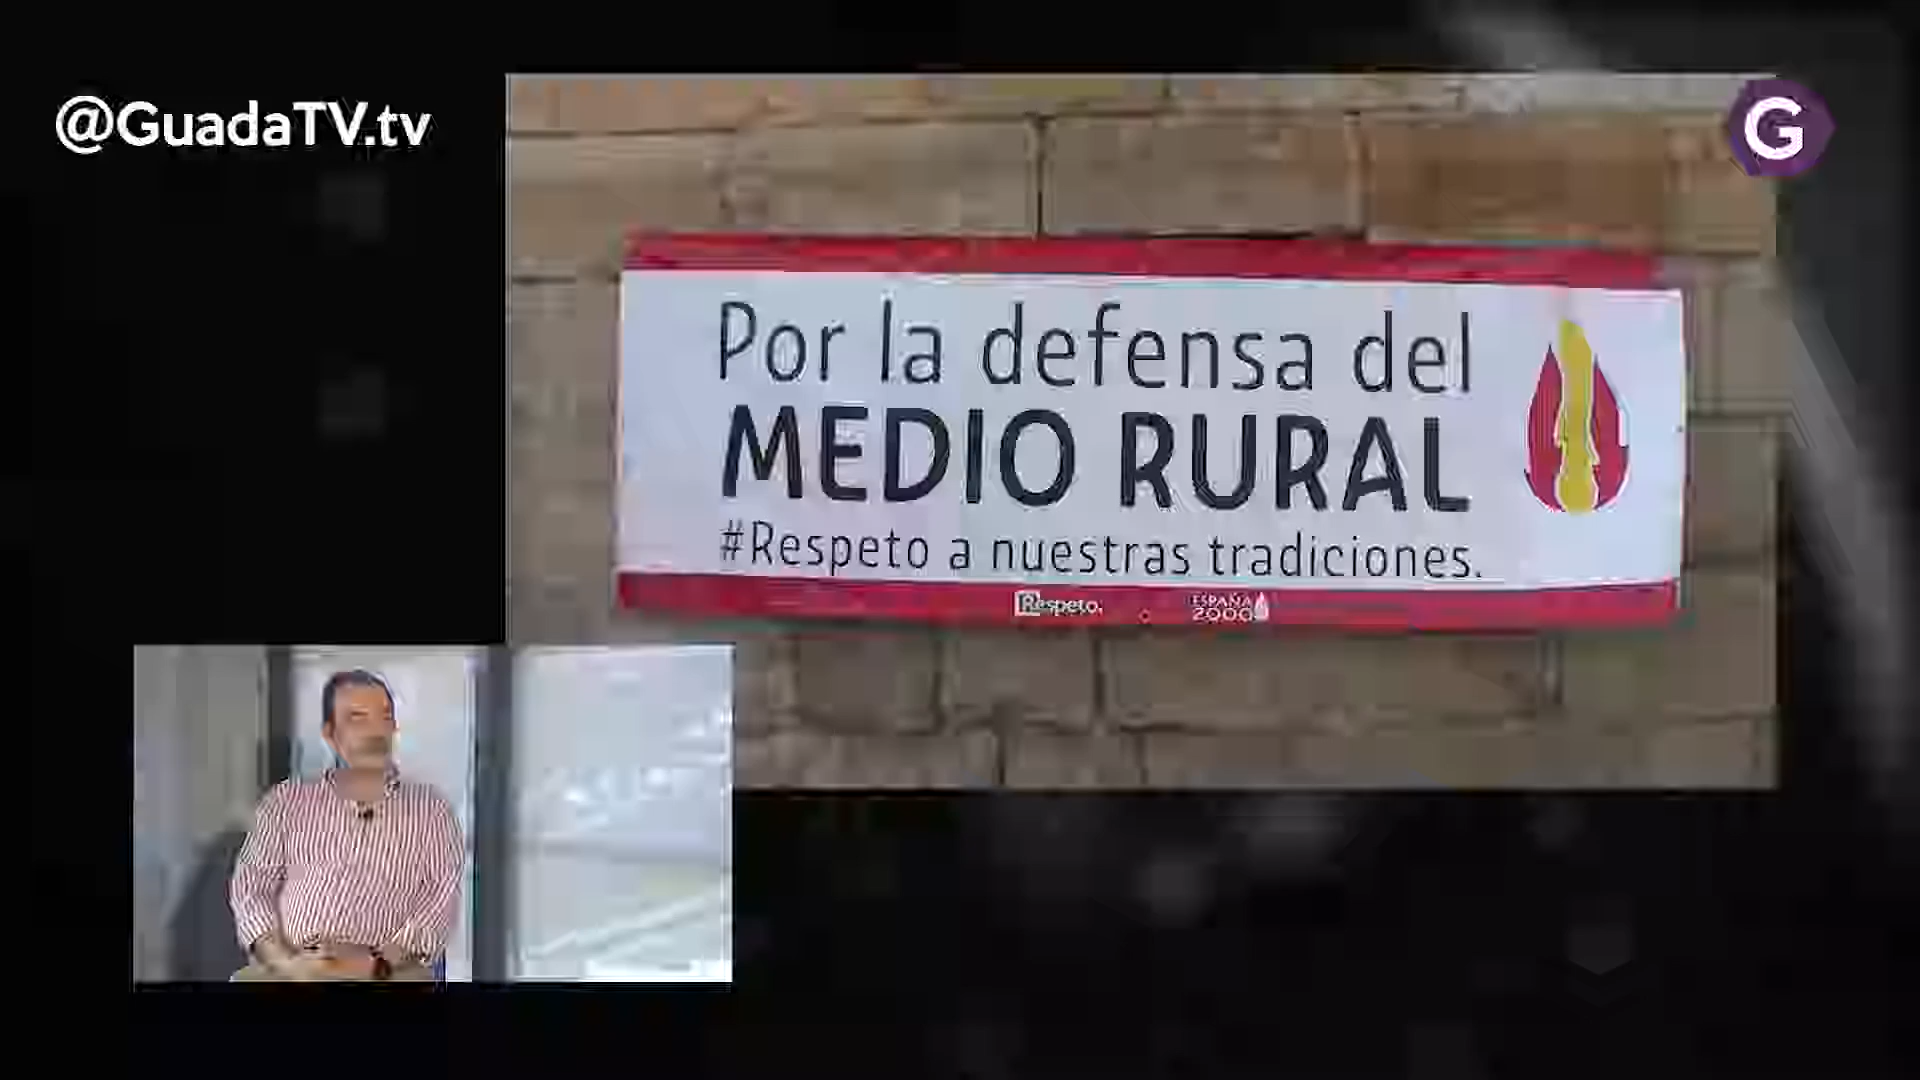 @GuadaTV.tv
G
Por la defensa del
MEDIO RURAL
#Respeto a nuestras tradiciones.
Respeto.
ESPAÑA
2000